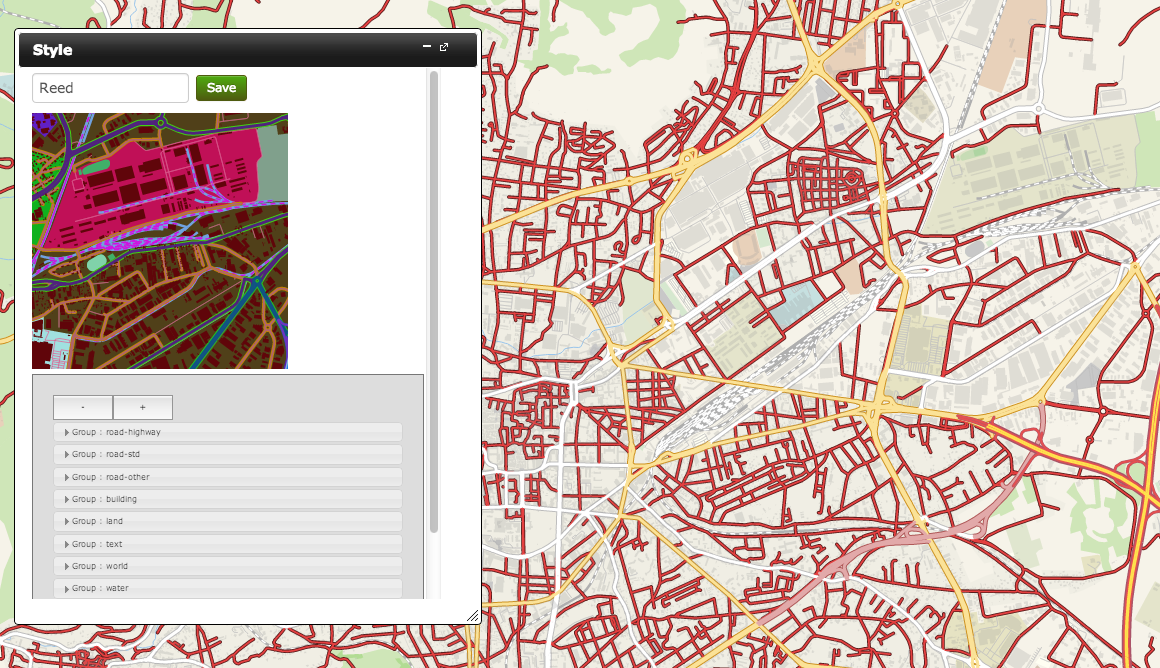 Style
Reed
Save
- +
Group : road-highway
Group : road-std
Group : road-other
Group : building
Group : land
Group : text
Group : world
Group : water